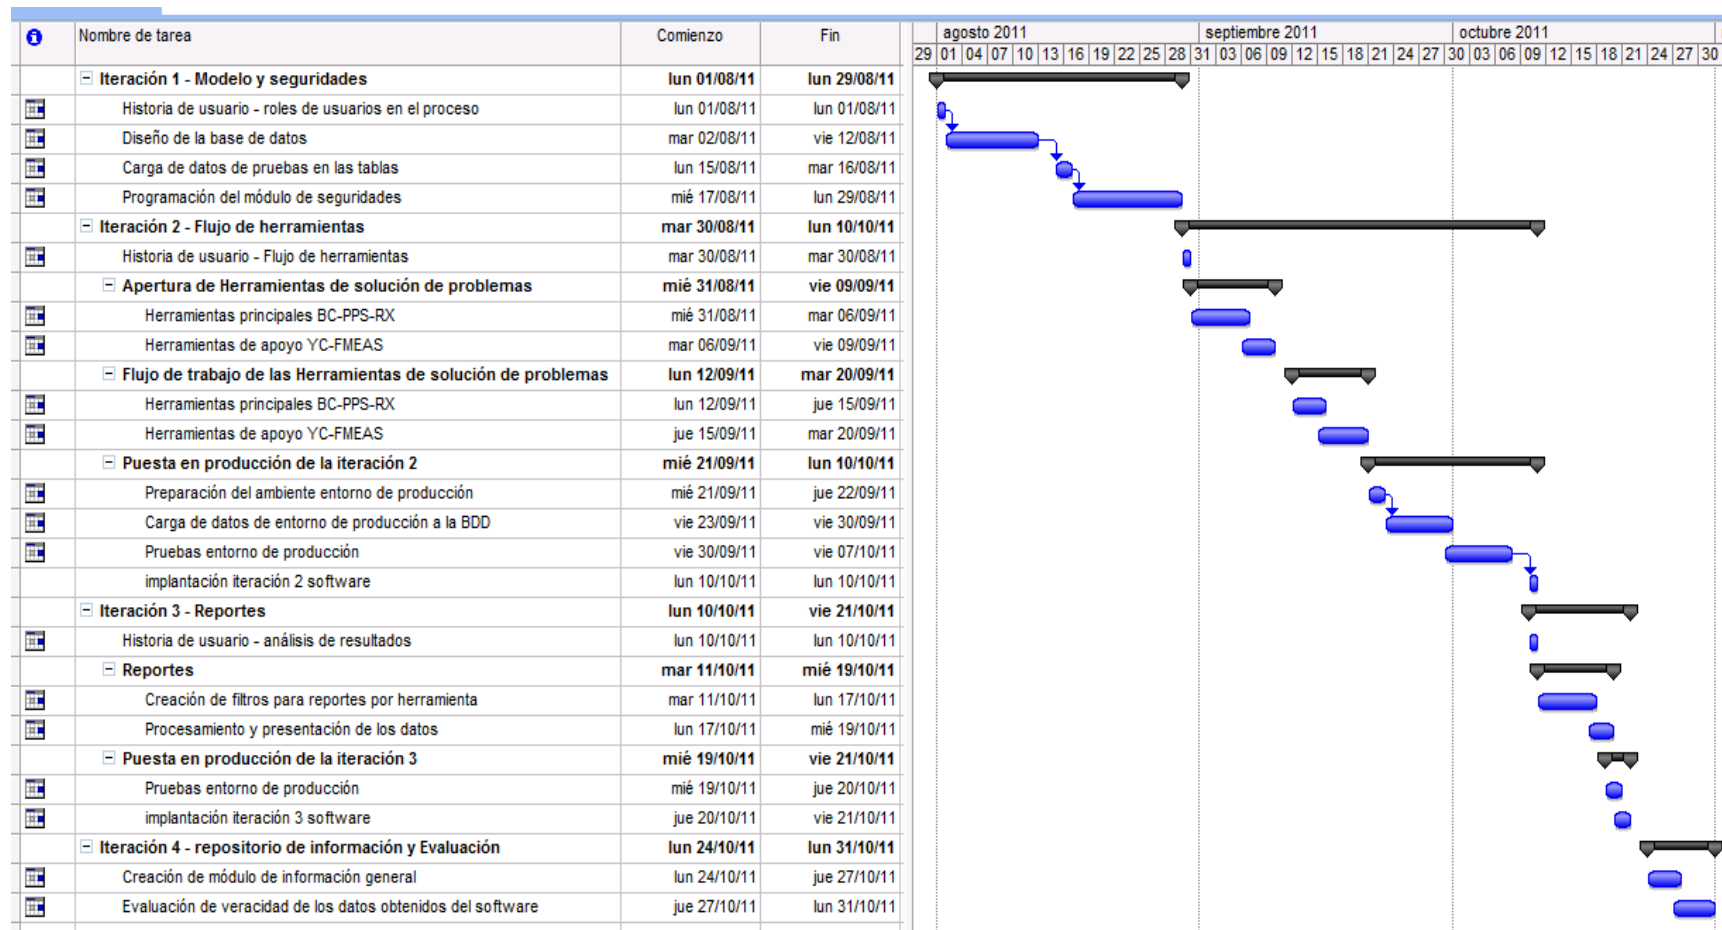 Nombre de tarea Comienzo Fin agosto 2011 septiembre 2011 octubre 2011
29 01 04 07 10 13 16 19 22 25 28 31 03 06 09 12 15 18 21 24 27 30 03 06 09 12 15 18 21 24 27 30
Iteración 1 - Modelo y seguridades lun 01/08/11 lun 29/08/11
Historia de usuario - roles de usuarios en el proceso lun 01/08/11 lun 01/08/11
Diseño de la base de datos mar 02/08/11 vie 12/08/11
Carga de datos de pruebas en las tablas lun 15/08/11 mar 16/08/11
Programación del módulo de seguridades mié 17/08/11 lun 29/08/11
Iteración 2 - Flujo de herramientas mar 30/08/11 lun 10/10/11
Historia de usuario - Flujo de herramientas mar 30/08/11 mar 30/08/11
Apertura de Herramientas de solución de problemas mié 31/08/11 vie 09/09/11
Herramientas principales BC-PPS-RX mié 31/08/11 mar 06/09/11
Herramientas de apoyo YC-FMEAS mar 06/09/11 vie 09/09/11
Flujo de trabajo de las Herramientas de solución de problemas lun 12/09/11 mar 20/09/11
Herramientas principales BC-PPS-RX lun 12/09/11 jue 15/09/11
Herramientas de apoyo YC-FMEAS jue 15/09/11 mar 20/09/11
Puesta en producción de la iteración 2 mié 21/09/11 lun 10/10/11
Preparación del ambiente entorno de producción mié 21/09/11 jue 22/09/11
Carga de datos de entorno de producción a la BDD vie 23/09/11 vie 30/09/11
Pruebas entorno de producción vie 30/09/11 vie 07/10/11
implantación iteración 2 software lun 10/10/11 lun 10/10/11
Iteración 3 - Reportes lun 10/10/11 vie 21/10/11
Historia de usuario - análisis de resultados lun 10/10/11 lun 10/10/11
Reportes mar 11/10/11 mié 19/10/11
Creación de filtros para reportes por herramienta mar 11/10/11 lun 17/10/11
Procesamiento y presentación de los datos lun 17/10/11 mié 19/10/11
Puesta en producción de la iteración 3 mié 19/10/11 vie 21/10/11
Pruebas entorno de producción mié 19/10/11 jue 20/10/11
implantación iteración 3 software jue 20/10/11 vie 21/10/11
Iteración 4 - repositorio de información y Evaluación lun 24/10/11 lun 31/10/11
Creación de módulo de información general lun 24/10/11 jue 27/10/11
Evaluación de veracidad de los datos obtenidos del software jue 27/10/11 lun 31/10/11